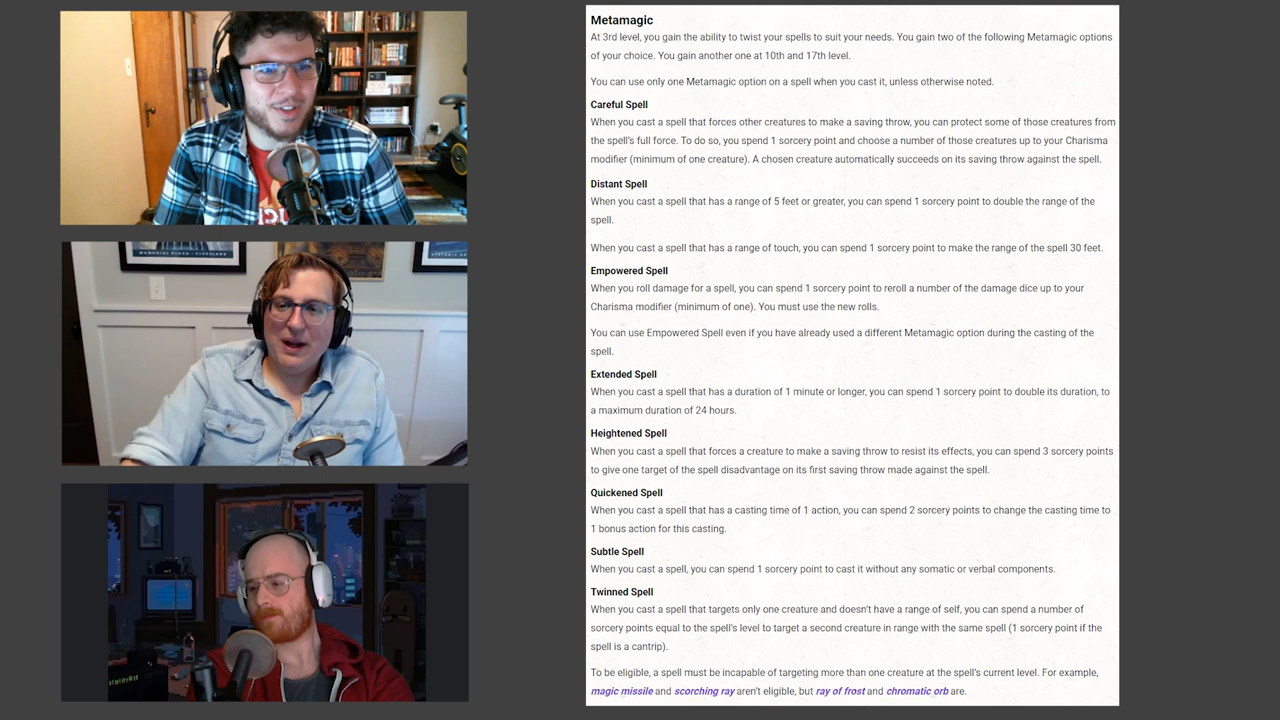 MEMORIAL PLAZA - CLEVELAND
Metamagic
At 3rd level, you gain the ability to twist your spells to suit your needs. You gain two of the following Metamagic options
of your choice. You gain another one at 10th and 17th level.
You can use only one Metamagic option on a spell when you cast it, unless otherwise noted.
Careful Spell
When you cast a spell that forces other creatures to make a saving throw, you can protect some of those creatures from
the spell's full force. To do so, you spend 1 sorcery point and choose a number of those creatures up to your Charisma
modifier (minimum of one creature). A chosen creature automatically succeeds on its saving throw against the spell.
Distant Spell
When you cast a spell that has a range of 5 feet or greater, you can spend 1 sorcery point to double the range of the
spell.
When you cast a spell that has a range of touch, you can spend 1 sorcery point to make the range of the spell 30 feet.
Empowered Spell
When you roll damage for a spell, you can spend 1 sorcery point to reroll a number of the damage dice up to your
Charisma modifier (minimum of one). You must use the new rolls.
You can use Empowered Spell even if you have already used a different Metamagic option during the casting of the
spell.
Extended Spell
When you cast a spell that has a duration of 1 minute or longer, you can spend 1 sorcery point to double its duration, to
a maximum duration of 24 hours.
Heightened Spell
When you cast a spell that forces a creature to make a saving throw to resist its effects, you can spend 3 sorcery points
to give one target of the spell disadvantage on its first saving throw made against the spell.
Quickened Spell
When you cast a spell that has a casting time of 1 action, you can spend 2 sorcery points to change the casting time to
1 bonus action for this casting.
Subtle Spell
When you cast a spell, you can spend 1 sorcery point to cast it without any somatic or verbal components.
Twinned Spell
When you cast a spell that targets only one creature and doesn't have a range of self, you can spend a number of
sorcery points equal to the spell's level to target a second creature in range with the same spell (1 sorcery point if the
spell is a cantrip).
To be eligible, a spell must be incapable of targeting more than one creature at the spell's current level. For example,
magic missile and scorching ray aren't eligible, but ray of frost and chromatic orb are.